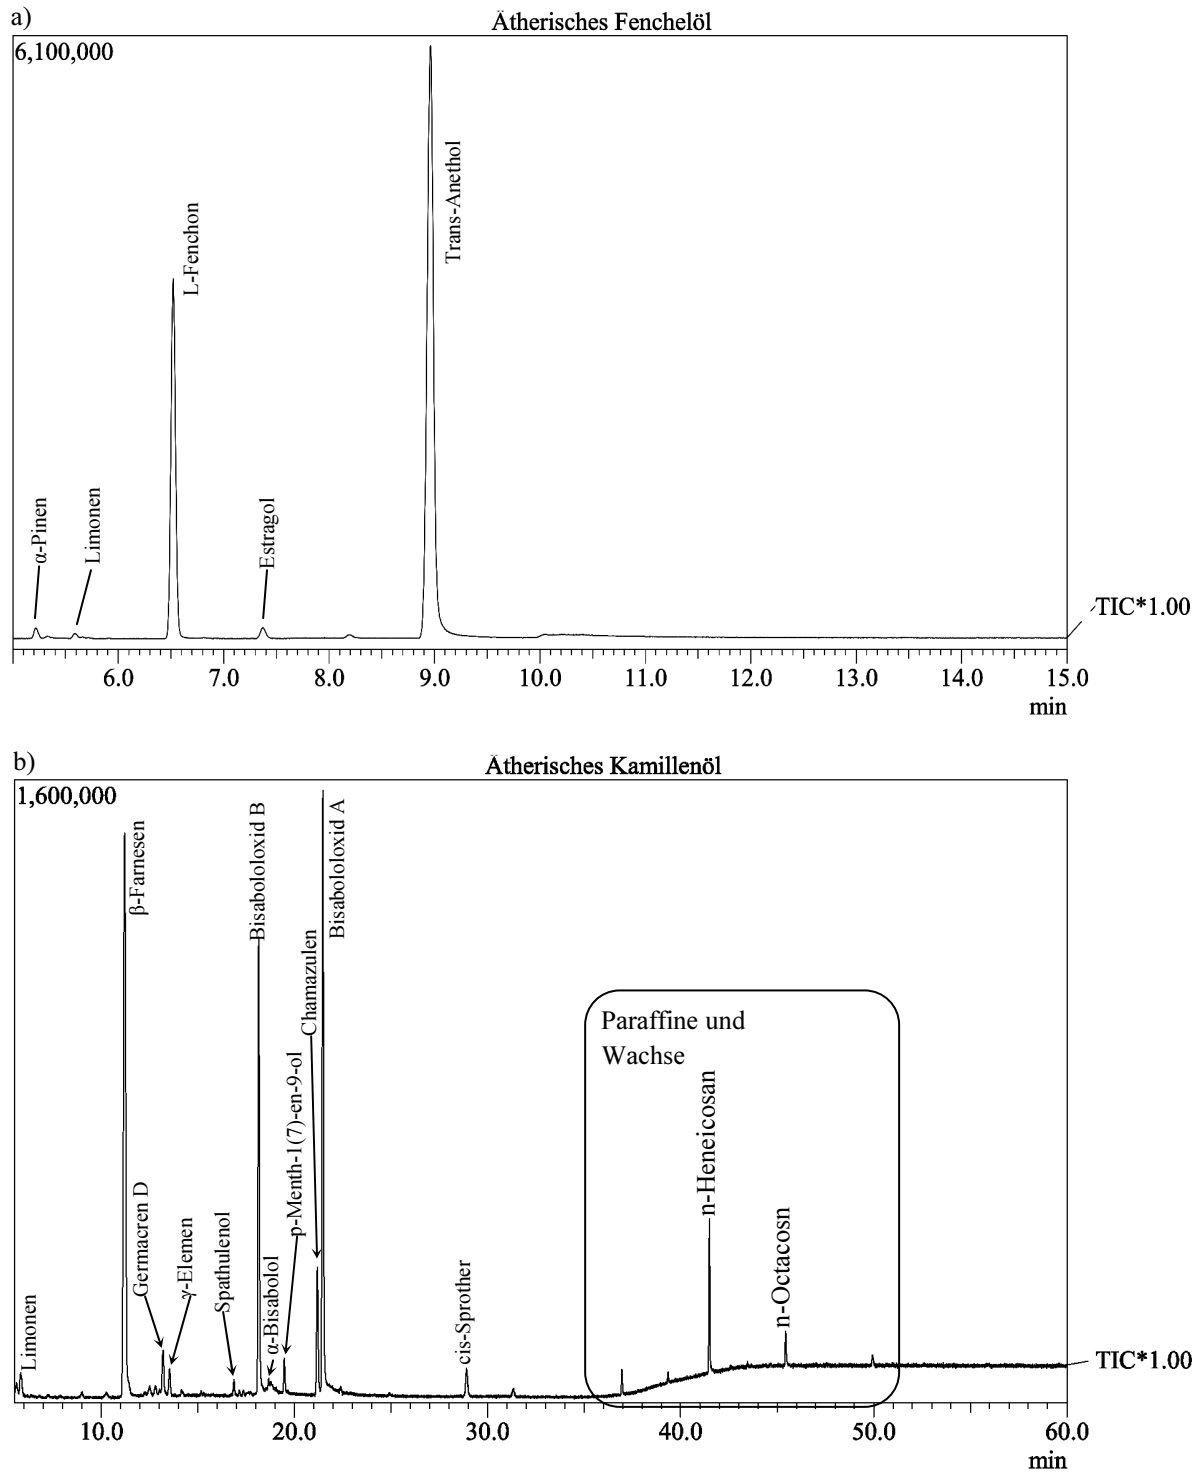 a)
Ätherisches Fenchelöl
6,100,000
Trans-Anethol
L-Fenchon
α-Pinen
Limonen
Estragol
TIC*1.00
6.0 7.0 8.0 9.0 10.0 11.0 12.0 13.0 14.0 15.0
min
b)
Ätherisches Kamillenöl
1,600,000
β-Farnesen
Bisabololoxid B
Bisabololoxid A
Chamazulen
p-Menth-1(7)-en-9-ol
Germacren D
γ-Elemen
Spathulenol
α-Bisabolol
Limonen
cis-Sprother
Paraffine und
Wachse
n-Heneicosan
n-Octacosn
TIC*1.00
10.0 20.0 30.0 40.0 50.0 60.0
min